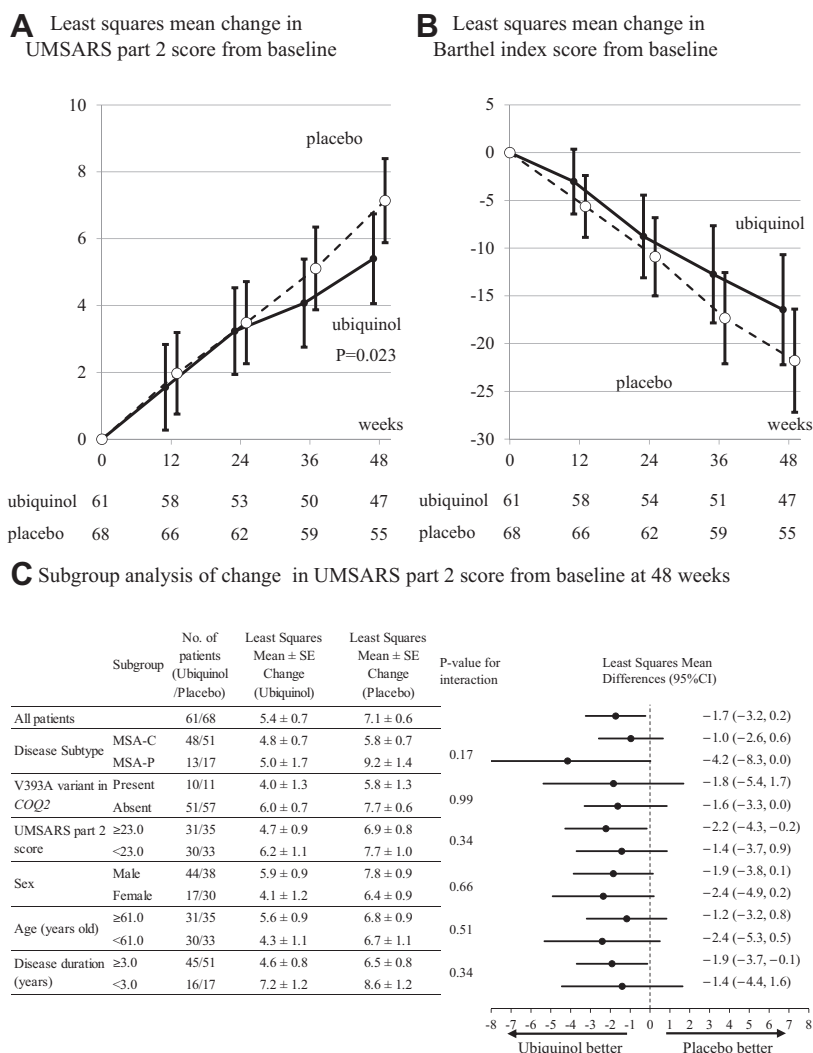 A Least squares mean change in
UMSARS part 2 score from baseline
10
8
6
4
2
0
placebo
ubiquinol
P=0.023
weeks
0 12 24 36 48
ubiquinol 61 58 53 50 47
placebo 68 66 62 59 55
B Least squares mean change in
Barthel index score from baseline
5
0
-5
-10
-15
-20
-25
-30
ubiquinol
placebo
weeks
0 12 24 36 48
ubiquinol 61 58 54 51 47
placebo 68 66 62 59 55
C Subgroup analysis of change in UMSARS part 2 score from baseline at 48 weeks
Subgroup
No. of
patients
(Ubiquinol
/Placebo)
Least Squares
Mean ± SE
Change
(Ubiquinol)
Least Squares
Mean ± SE
Change
(Placebo)
P-value for
interaction
Least Squares Mean
Differences (95%CI)
All patients 61/68 5.4 ± 0.7 7.1 ± 0.6 −1.7 (−3.2, 0.2)
Disease Subtype
MSA-C 48/51 4.8 ± 0.7 5.8 ± 0.7 −1.0 (−2.6, 0.6)
0.17
MSA-P 13/17 5.0 ± 1.7 9.2 ± 1.4 −4.2 (−8.3, 0.0)
V393A variant in
COQ2
Present 10/11 4.0 ± 1.3 5.8 ± 1.3 −1.8 (−5.4, 1.7)
0.99
Absent 51/57 6.0 ± 0.7 7.7 ± 0.6 −1.6 (−3.3, 0.0)
UMSARS part 2
score
≥23.0 31/35 4.7 ± 0.9 6.9 ± 0.8 −2.2 (−4.3, −0.2)
0.34
<23.0 30/33 6.2 ± 1.1 7.7 ± 1.0 −1.4 (−3.7, 0.9)
Sex
Male 44/38 5.9 ± 0.9 7.8 ± 0.9 −1.9 (−3.8, 0.1)
0.66
Female 17/30 4.1 ± 1.2 6.4 ± 0.9 −2.4 (−4.9, 0.2)
Age (years old)
≥61.0 31/35 5.6 ± 0.9 6.8 ± 0.9 −1.2 (−3.2, 0.8)
0.51
<61.0 30/33 4.3 ± 1.1 6.7 ± 1.1 −2.4 (−5.3, 0.5)
Disease duration
(years)
≥3.0 45/51 4.6 ± 0.8 6.5 ± 0.8 −1.9 (−3.7, −0.1)
0.34
<3.0 16/17 7.2 ± 1.2 8.6 ± 1.2 −1.4 (−4.4, 1.6)
-8 -7 -6 -5 -4 -3 -2 -1 0 1 2 3 4 5 6 7 8
Ubiquinol better Placebo better